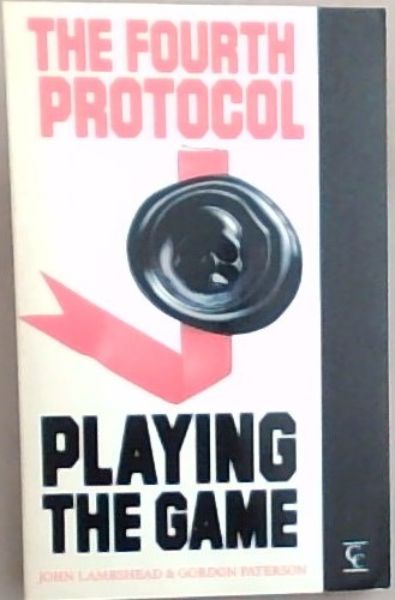 THE FOURTH
PROTOCOL
PLAYING
THE GAME
JOHN LAMBSHEAD & GORDON PATERSON